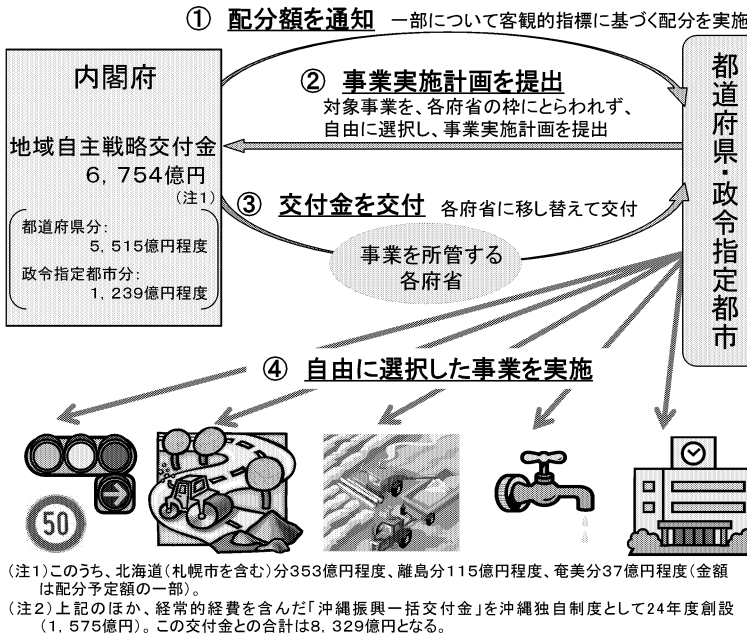 ① 配分額を通知 一部について客観的指標に基づく配分を実施
内閣府
地域自主戦略交付金
6,754億円
(注1)
都道府県分:
5,515億円程度
政令指定都市分:
1,239億円程度
② 事業実施計画を提出
対象事業を、各府省の枠にとらわれず、
自由に選択し、事業実施計画を提出
③ 交付金を交付 各府省に移し替えて交付
事業を所管する
各府省
都道府県・政令指定都市
④ 自由に選択した事業を実施
50
(注1)このうち、北海道(札幌市を含む)分353億円程度、離島分115億円程度、奄美分37億円程度(金額
は配分予定額の一部)。
(注2)上記のほか、経常的経費を含んだ「沖縄振興一括交付金」を沖縄独自制度として24年度創設
(1,575億円)。この交付金との合計は8,329億円となる。